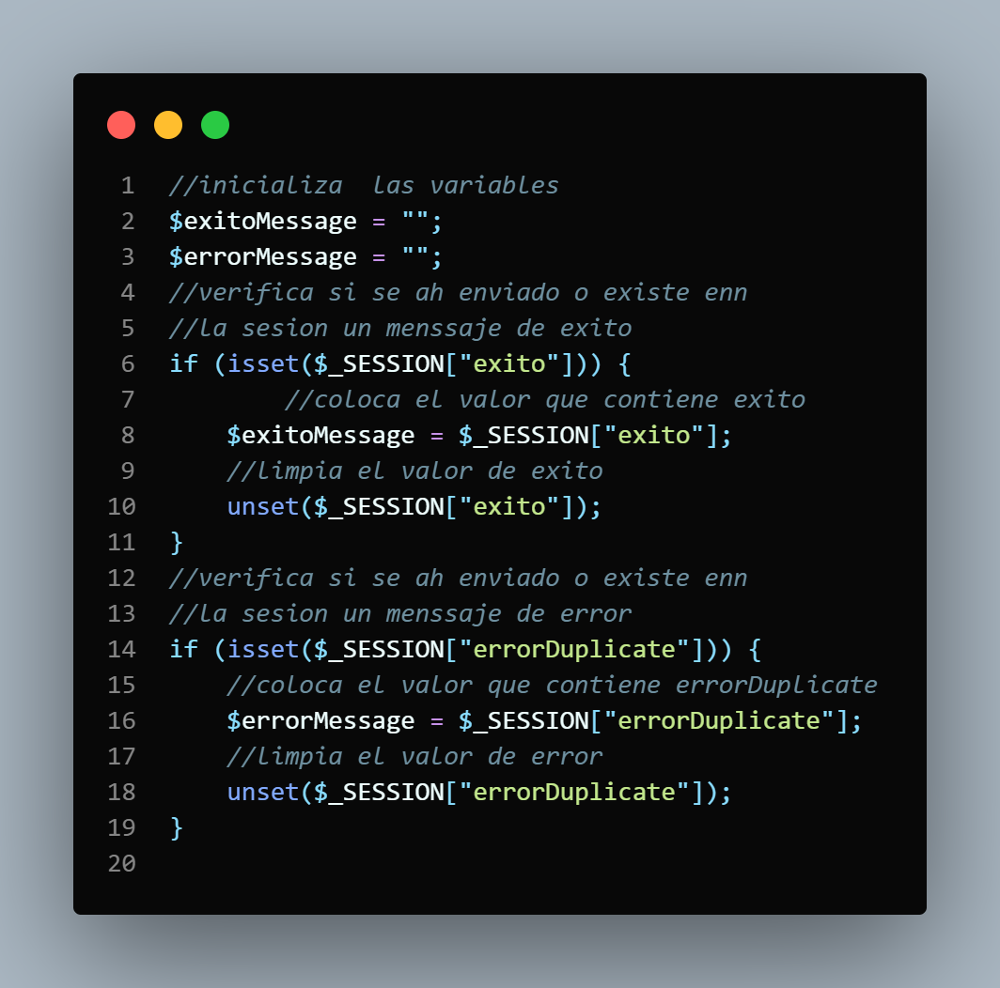 1 //inicializa  las variables
2 $exitoMessage = "";
3 $errorMessage = "";
4 //verifica si se ah enviado o existe enn
5 //la sesion un menssaje de exito
6 if (isset($_SESSION["exito"])) {
7         //coloca el valor que contiene exito
8     $exitoMessage = $_SESSION["exito"];
9     //limpia el valor de exito
10     unset($_SESSION["exito"]);
11 }
12 //verifica si se ah enviado o existe enn
13 //la sesion un menssaje de error
14 if (isset($_SESSION["errorDuplicate"])) {
15     //coloca el valor que contiene errorDuplicate
16     $errorMessage = $_SESSION["errorDuplicate"];
17     //limpia el valor de error
18     unset($_SESSION["errorDuplicate"]);
19 }
20